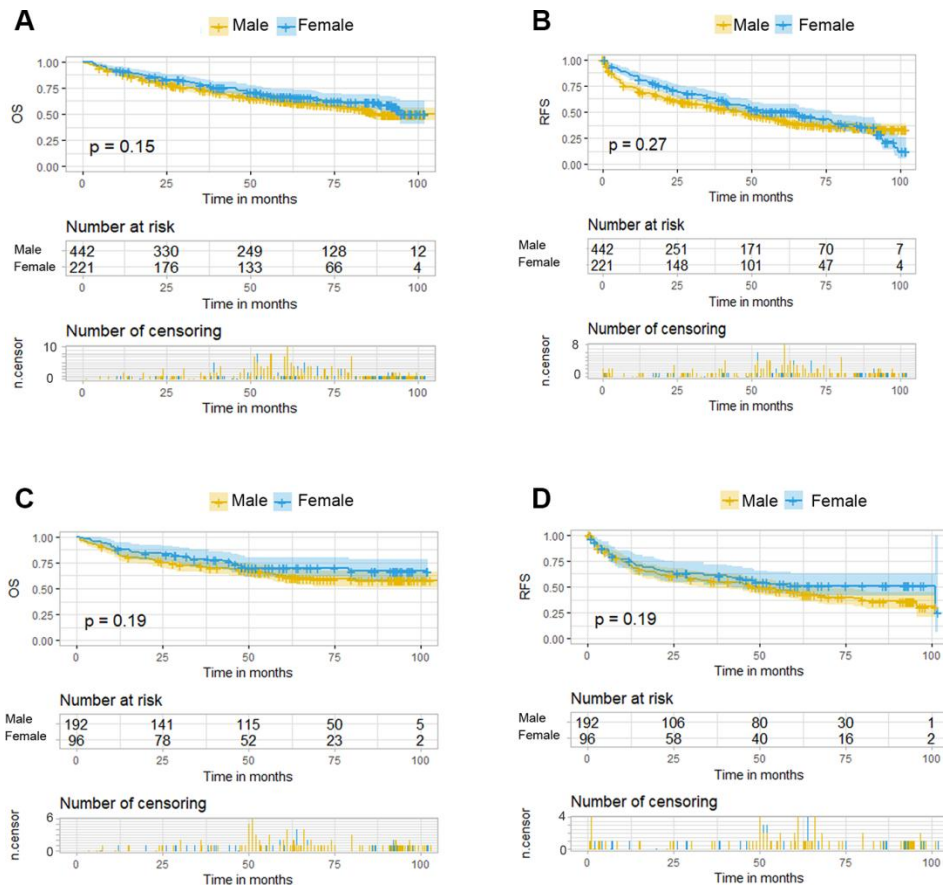 A
Male Female
1.00
0.75
0.50
0.25
0.00
OS
p = 0.15
0 25 50 75 100
Time in months
Number at risk
Male 442 330 249 128 12
Female 221 176 133 66 4
0 25 50 75 100
Time in months
Number of censoring
10
0
n.censor
0 25 50 75 100
Time in months
B
Male Female
1.00
0.75
0.50
0.25
0.00
RFS
p = 0.27
0 25 50 75 100
Time in months
Number at risk
Male 442 251 171 70 7
Female 221 148 101 47 4
0 25 50 75 100
Time in months
Number of censoring
8
0
n.censor
0 25 50 75 100
Time in months
C
Male Female
1.00
0.75
0.50
0.25
0.00
OS
p = 0.19
0 25 50 75 100
Time in months
Number at risk
Male 192 141 115 50 5
Female 96 78 52 23 2
0 25 50 75 100
Time in months
Number of censoring
6
0
n.censor
0 25 50 75 100
Time in months
D
Male Female
1.00
0.75
0.50
0.25
0.00
RFS
p = 0.19
0 25 50 75 100
Time in months
Number at risk
Male 192 106 80 30 1
Female 96 58 40 16 2
0 25 50 75 100
Time in months
Number of censoring
4
0
n.censor
0 25 50 75 100
Time in months